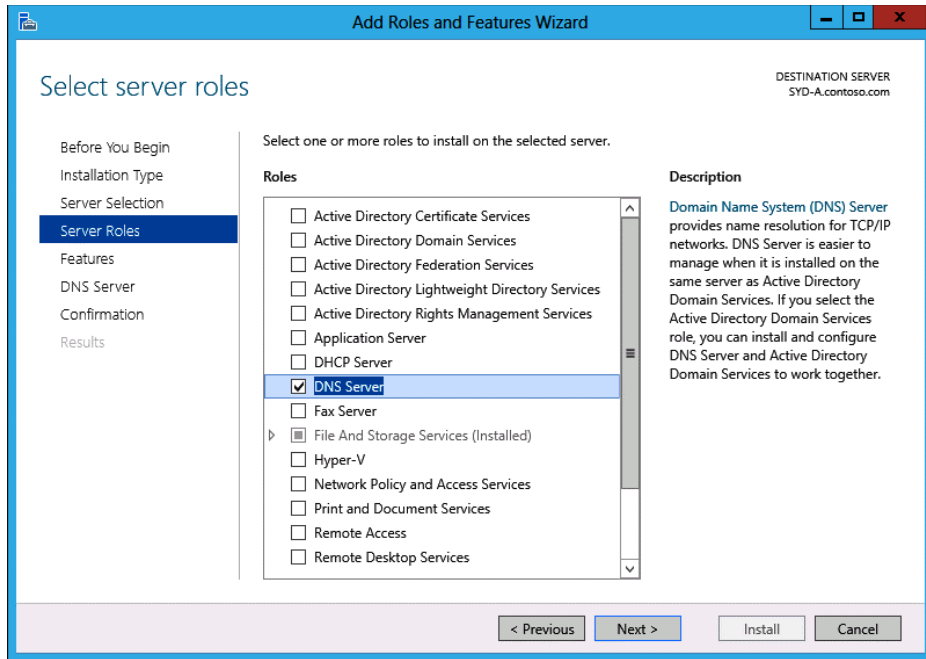 Add Roles and Features Wizard
Select server roles
DESTINATION SERVER
SYD-A.contoso.com
Before You Begin
Installation Type
Server Selection
Server Roles
Features
DNS Server
Confirmation
Results
Select one or more roles to install on the selected server.
Roles
Active Directory Certificate Services
Active Directory Domain Services
Active Directory Federation Services
Active Directory Lightweight Directory Services
Active Directory Rights Management Services
Application Server
DHCP Server
DNS Server
Fax Server
File And Storage Services (Installed)
Hyper-V
Network Policy and Access Services
Print and Document Services
Remote Access
Remote Desktop Services
Description
Domain Name System (DNS) Server
provides name resolution for TCP/IP
networks. DNS Server is easier to
manage when it is installed on the
same server as Active Directory
Domain Services. If you select the
Active Directory Domain Services
role, you can install and configure
DNS Server and Active Directory
Domain Services to work together.
< Previous
Next >
Install
Cancel